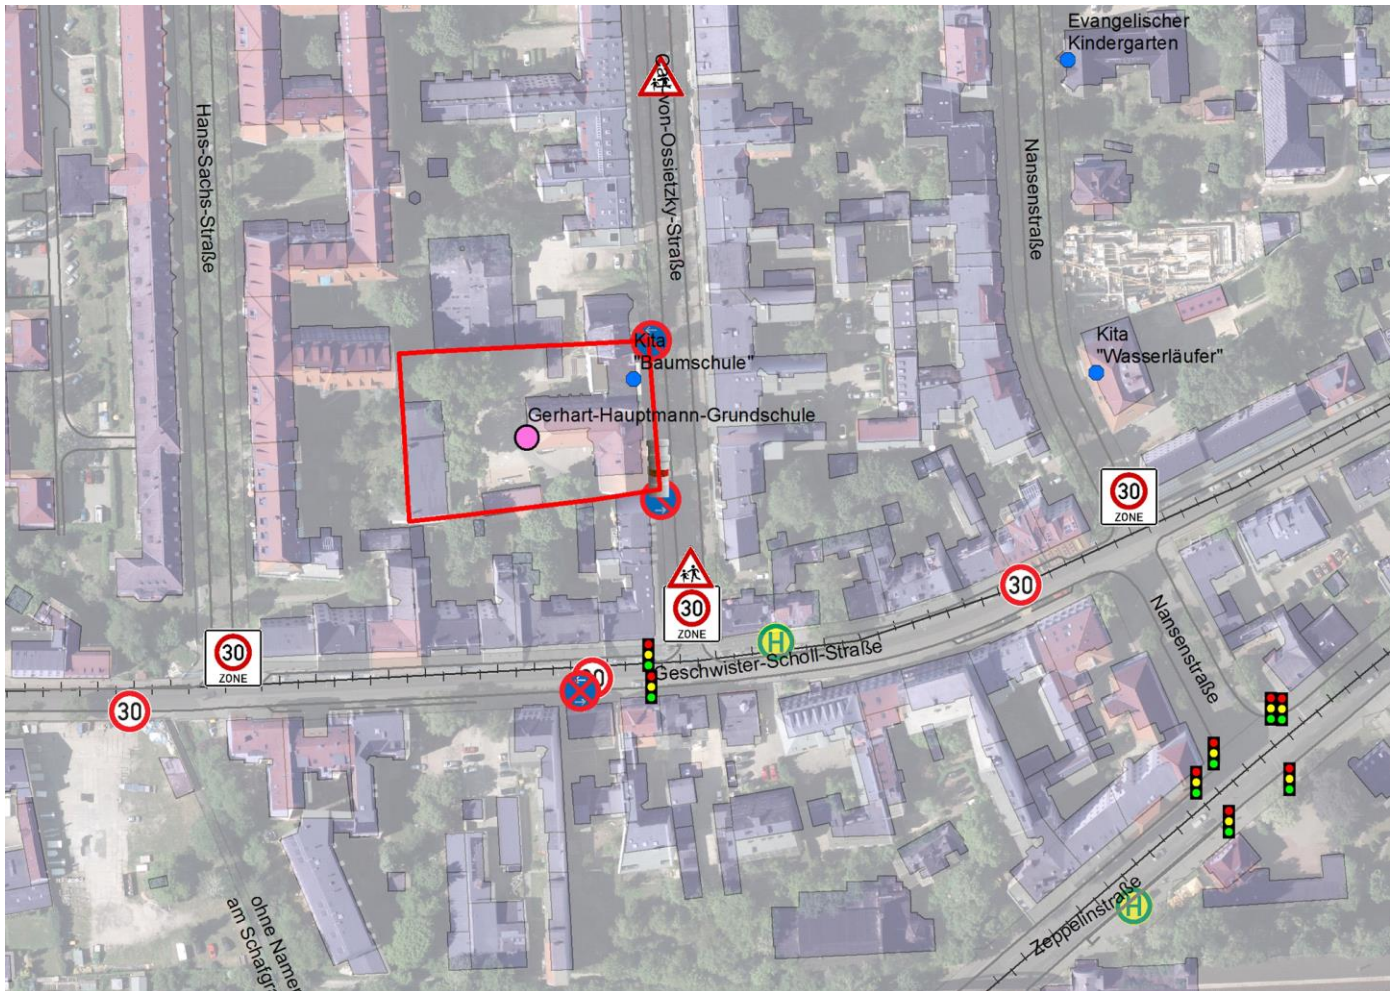 Evangelischer
Kindergarten
Hans-Sachs-Straße
von-Ossietzky-Straße
Nansenstraße
Kita
"Baumschule"
Kita
"Wasserläufer"
Gerhart-Hauptmann-Grundschule
30
ZONE
30
30
ZONE
Nansenstraße
30
ZONE
H
Geschwister-Scholl-Straße
30
Zeppelinstraße
H
ohne Namen
am Schafgra